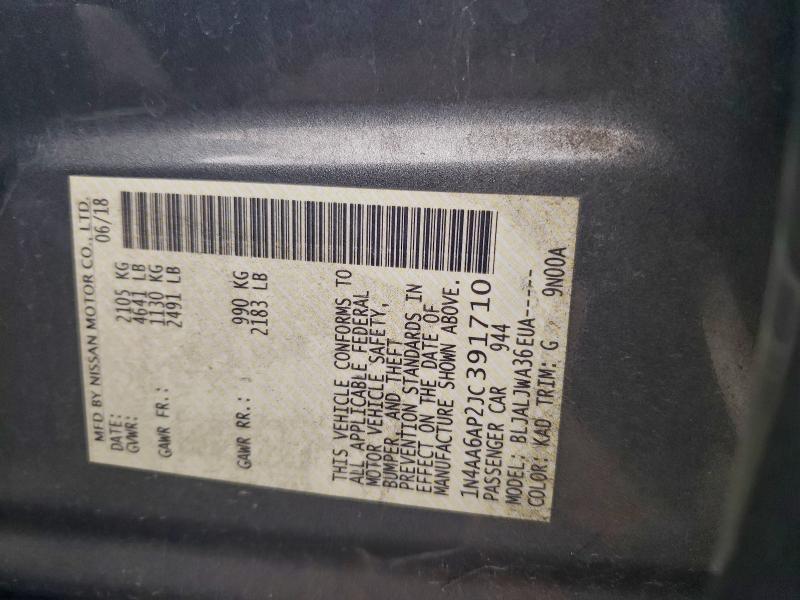 MFD BY NISSAN MOTOR CO., LTD.
DATE: 06/18
GVWR: 2105 KG
4641 LB
GAWR FR.: 1130 KG
2491 LB
GAWR RR.: 990 KG
2183 LB
THIS VEHICLE CONFORMS TO
ALL APPLICABLE FEDERAL
MOTOR VEHICLE SAFETY,
BUMPER, AND THEFT
PREVENTION STANDARDS IN
EFFECT ON THE DATE OF
MANUFACTURE SHOWN ABOVE.
1N4AA6AP2JC391710
PASSENGER CAR 944
MODEL: BLJALJWA36EUA-----
COLOR: KAD TRIM: G 9N00A